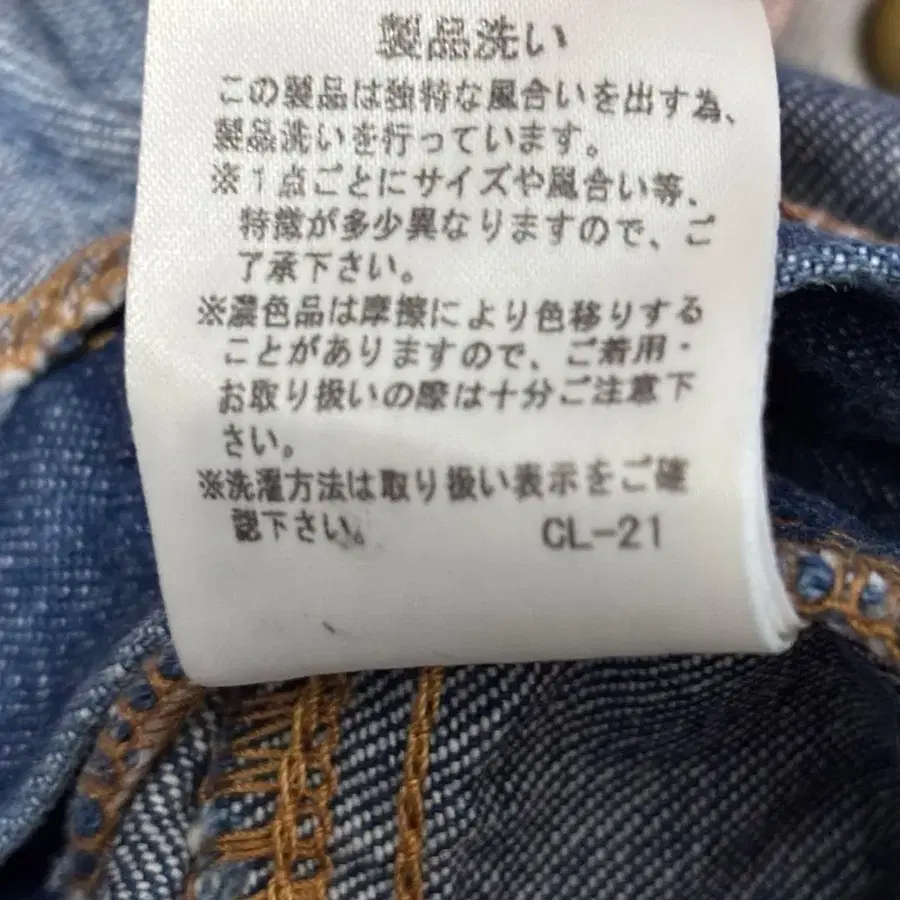 製品洗い
この製品は独特な風合いを出す為、
製品洗いを行っています。
※1点ごとにサイズや風合い等、
特徴が多少異なりますので、ご
了承下さい。
※濃色品は摩擦により色移りする
ことがありますので、ご着用・
お取り扱いの際は十分ご注意下
さい。
※洗濯方法は取り扱い表示をご確
認下さい。
CL-21